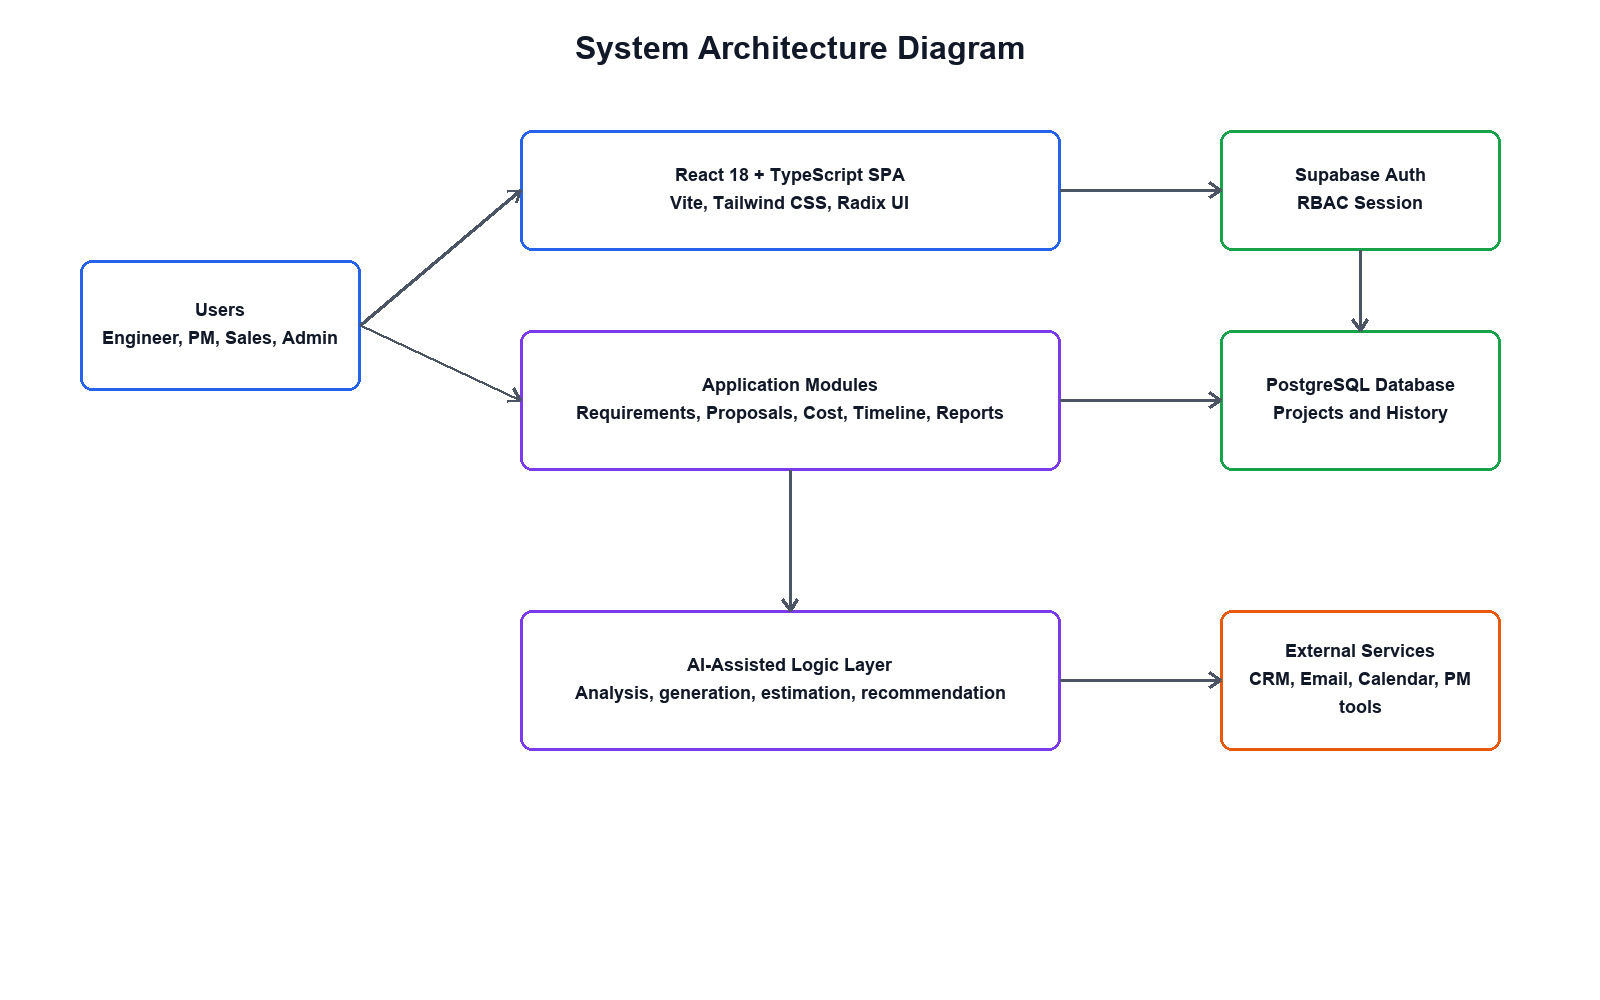 System Architecture Diagram
React 18 + TypeScript SPA
Vite, Tailwind CSS, Radix UI
Supabase Auth
RBAC Session
Users
Engineer, PM, Sales, Admin
Application Modules
Requirements, Proposals, Cost, Timeline, Reports
PostgreSQL Database
Projects and History
AI-Assisted Logic Layer
Analysis, generation, estimation, recommendation
External Services
CRM, Email, Calendar, PM
tools